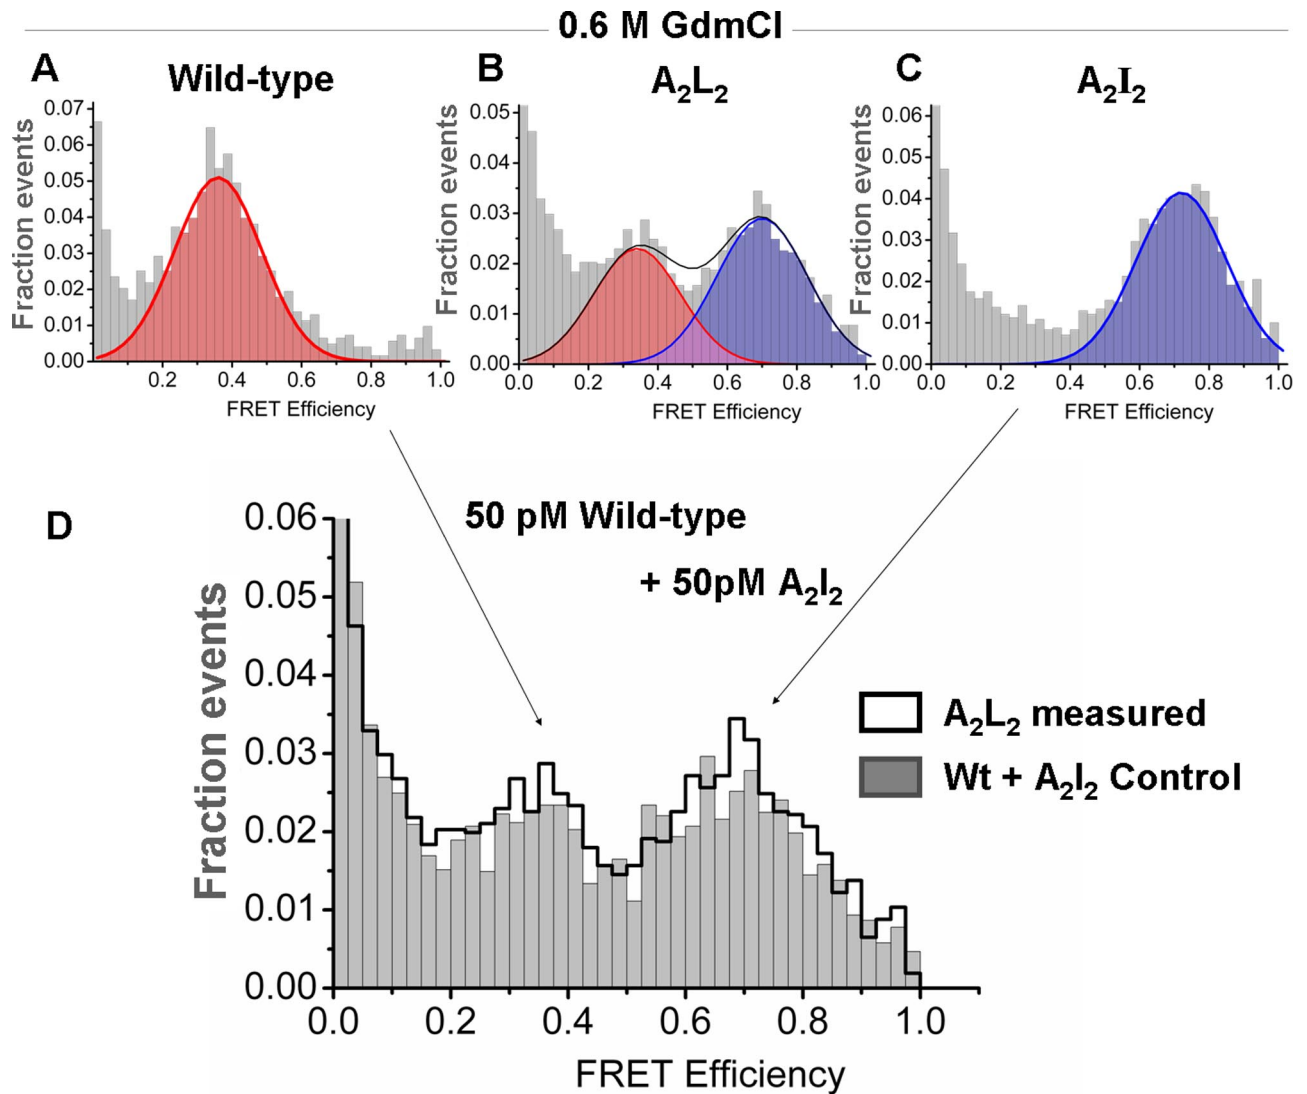 0.6 M GdmCl
A
Wild-type
B
A2L2
C
A2I2
Fraction events
0.07
0.06
0.05
0.04
0.03
0.02
0.01
0.00
0.2 0.4 0.6 0.8 1.0
FRET Efficiency
Fraction events
0.05
0.04
0.03
0.02
0.01
0.00
0.0 0.2 0.4 0.6 0.8 1.0
FRET Efficiency
Fraction events
0.06
0.05
0.04
0.03
0.02
0.01
0.00
0.0 0.2 0.4 0.6 0.8 1.0
FRET Efficiency
D
50 pM Wild-type
+ 50pM A2I2
Fraction events
0.06
0.05
0.04
0.03
0.02
0.01
0.00
0.0 0.2 0.4 0.6 0.8 1.0
FRET Efficiency
A2L2 measured
Wt + A2I2 Control